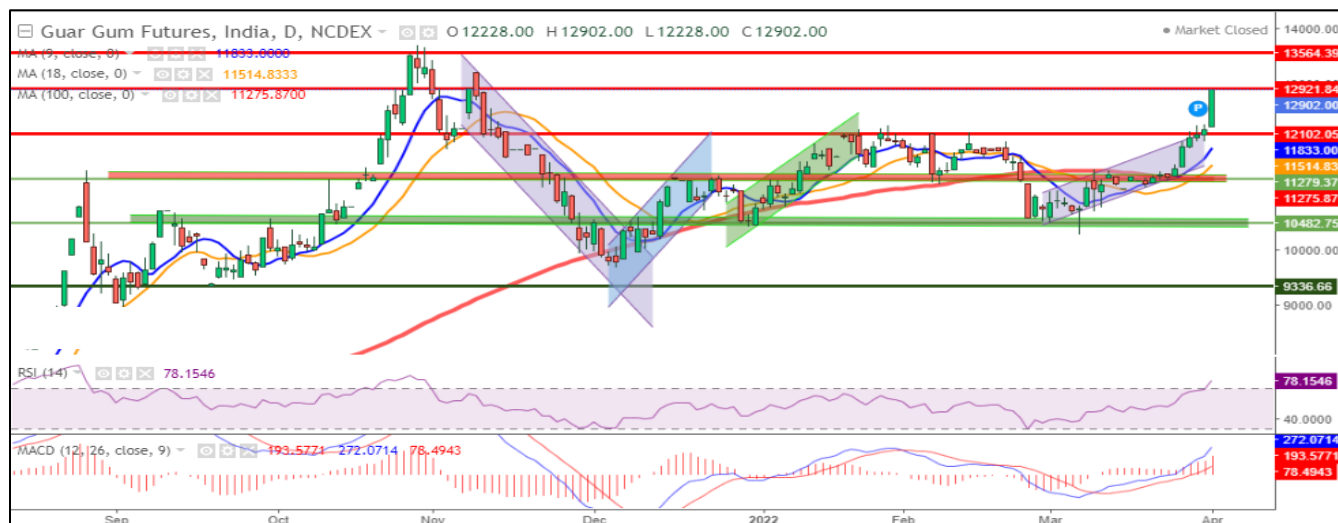 Guar Gum Futures, India, D, NCDEX O12228.00 H12902.00 L12228.00 C12902.00
Market Closed
MA (9, close, 0) 11833.0000
MA (18, close, 0) 11514.8333
MA (100, close, 0) 11275.8700
14000.00
13564.39
12921.84
12902.00
P
12102.05
11833.00
11514.83
11279.37
11275.87
10482.75
10000.00
9336.66
9000.00
RSI (14) 78.1546
78.1546
40.0000
MACD (12, 26, close, 9) 193.5771 272.0714 78.4943
272.0714
193.5771
78.4943
Sep Oct Nov Dec 2022 Feb Mar Apr